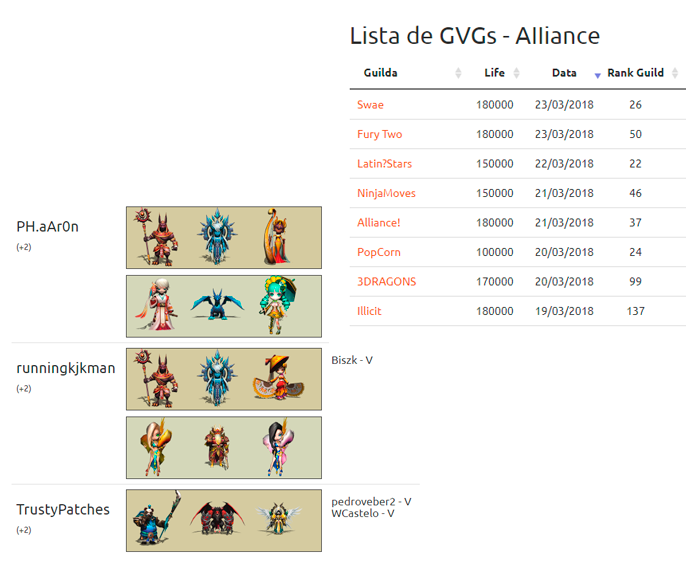 Lista de GVGs - Alliance
Guilda Life Data Rank Guild
Swae 180000 23/03/2018 26
Fury Two 180000 23/03/2018 50
Latin?Stars 150000 22/03/2018 22
NinjaMoves 150000 21/03/2018 46
Alliance! 180000 21/03/2018 37
PopCorn 100000 20/03/2018 24
3DRAGONS 170000 20/03/2018 99
Illicit 180000 19/03/2018 137
PH.aAr0n
(+2)
runningkjkman
(+2)
Biszk - V
TrustyPatches
(+2)
pedroveber2 - V
WCastelo - V